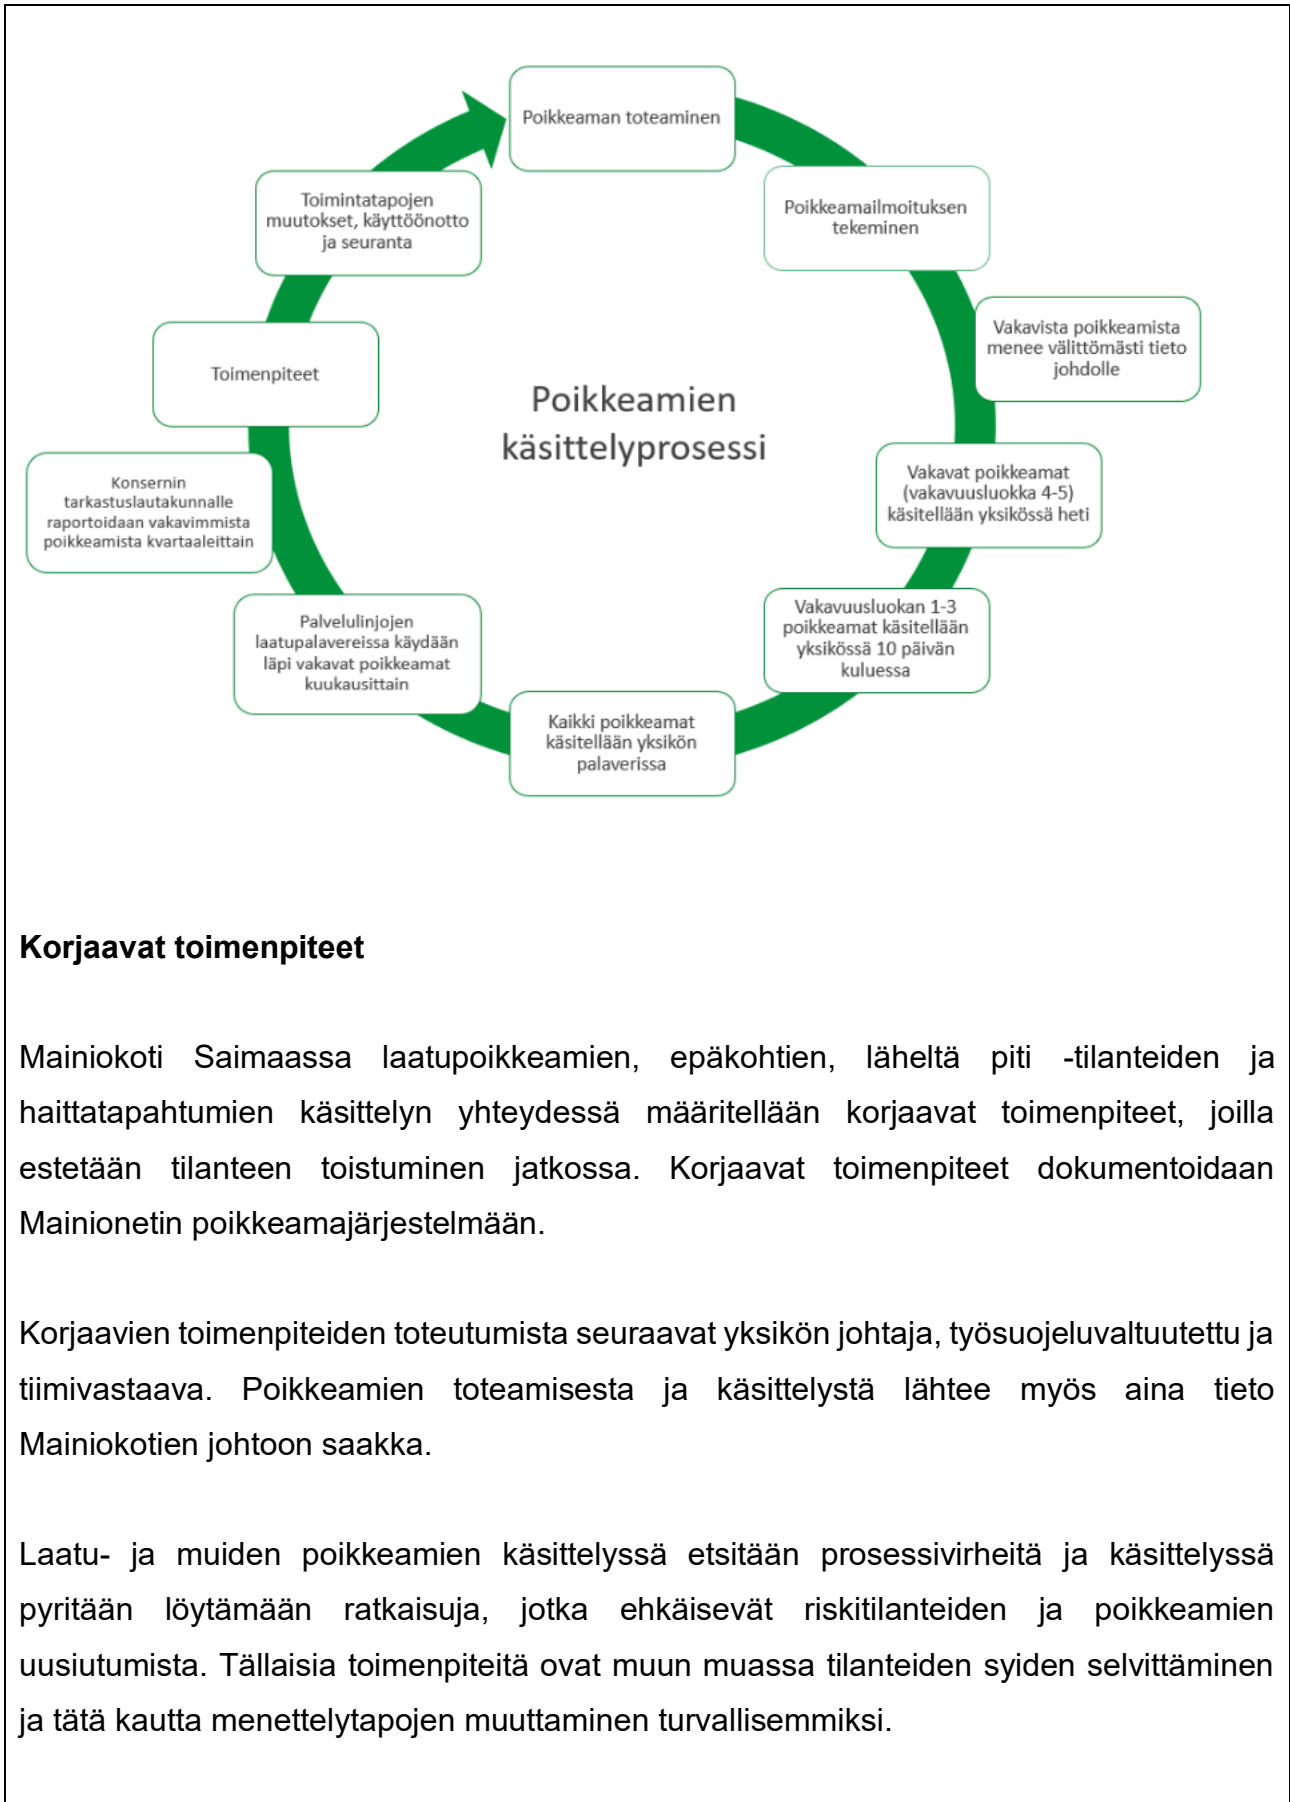 Poikkeaman toteaminen
Poikkeamailmoituksen
tekeminen
Vakavista poikkeamista
menee välittömästi tieto
johdolle
Vakavat poikkeamat
(vakavuusluokka 4-5)
käsitellään yksikössä heti
Vakavuusluokan 1-3
poikkeamat käsitellään
yksikössä 10 päivän
kuluessa
Kaikki poikkeamat
käsitellään yksikön
palaverissa
Palvelulinjojen
laatupalavereissa käydään
läpi vakavat poikkeamat
kuukausittain
Konsernin
tarkastuslautakunnalle
raportoidaan vakavimmista
poikkeamista kvartaaleittain
Toimenpiteet
Toimintatapojen
muutokset, käyttöönotto
ja seuranta
Poikkeamien
käsittelyprosessi
Korjaavat toimenpiteet
Mainiokoti Saimaassa laatupoikkeamien, epäkohtien, läheltä piti -tilanteiden ja
haittatapahtumien käsittelyn yhteydessä määritellään korjaavat toimenpiteet, joilla
estetään tilanteen toistuminen jatkossa. Korjaavat toimenpiteet dokumentoidaan
Mainionetin poikkeamajärjestelmään.
Korjaavien toimenpiteiden toteutumista seuraavat yksikön johtaja, työsuojeluvaltuutettu ja
tiimivastaava. Poikkeamien toteamisesta ja käsittelystä lähtee myös aina tieto
Mainiokotien johtoon saakka.
Laatu- ja muiden poikkeamien käsittelyssä etsitään prosessivirheitä ja käsittelyssä
pyritään löytämään ratkaisuja, jotka ehkäisevät riskitilanteiden ja poikkeamien
uusiutumista. Tällaisia toimenpiteitä ovat muun muassa tilanteiden syiden selvittäminen
ja tätä kautta menettelytapojen muuttaminen turvallisemmiksi.